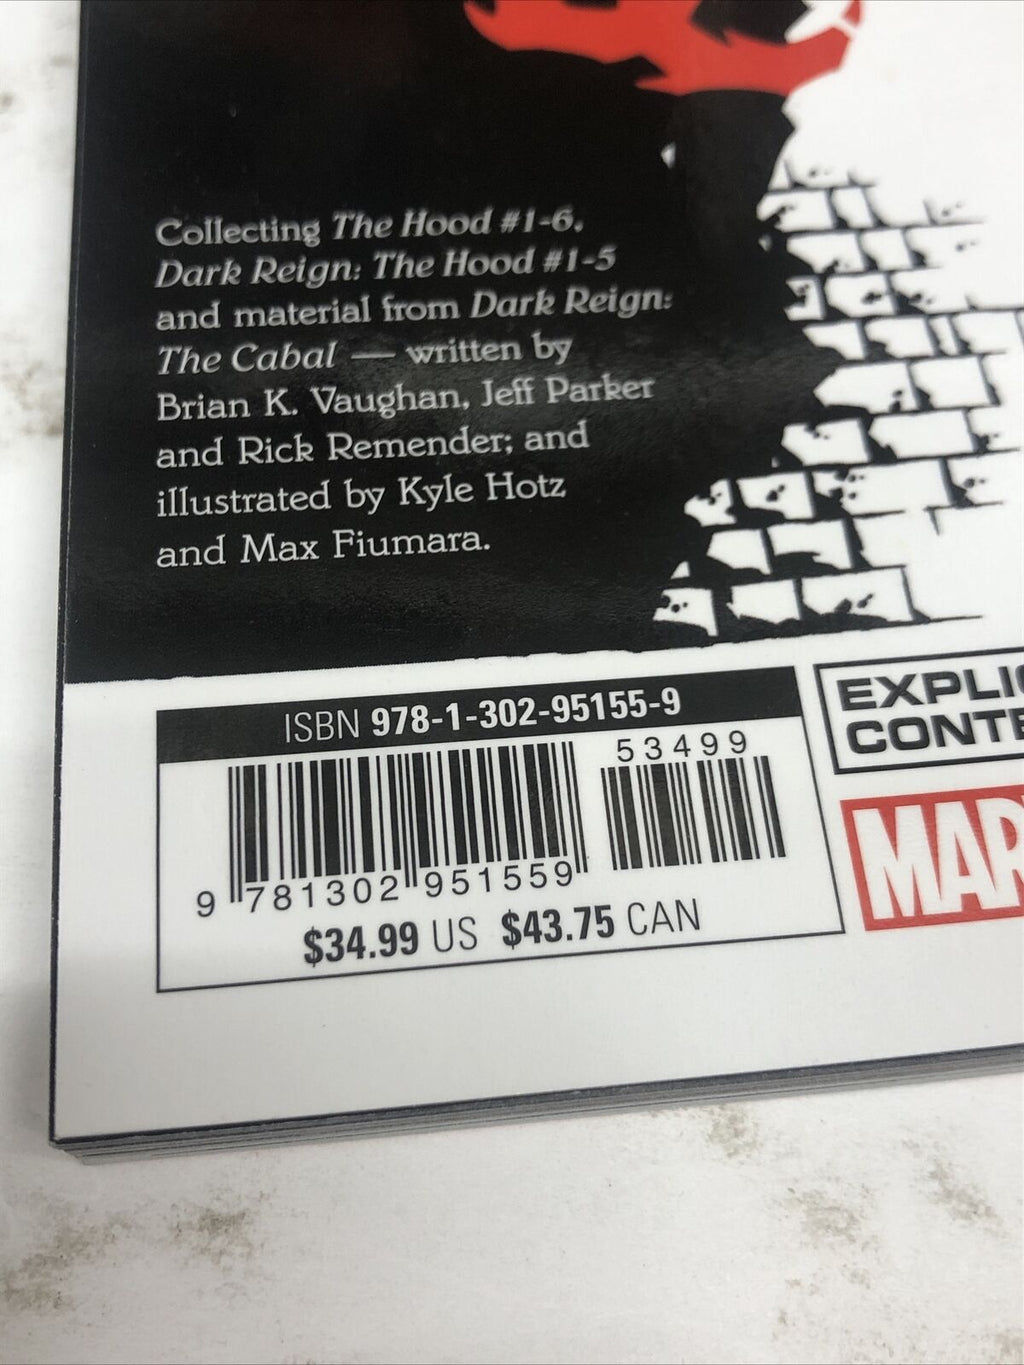 Collecting The Hood #1-6,
Dark Reign: The Hood #1-5
and material from Dark Reign:
The Cabal — written by
Brian K. Vaughan, Jeff Parker
and Rick Remender; and
illustrated by Kyle Hotz
and Max Fiumara.
ISBN 978-1-302-95155-9
53499
9 781302 951559
$34.99 US $43.75 CAN
EXPLIC
CONTE
MAR